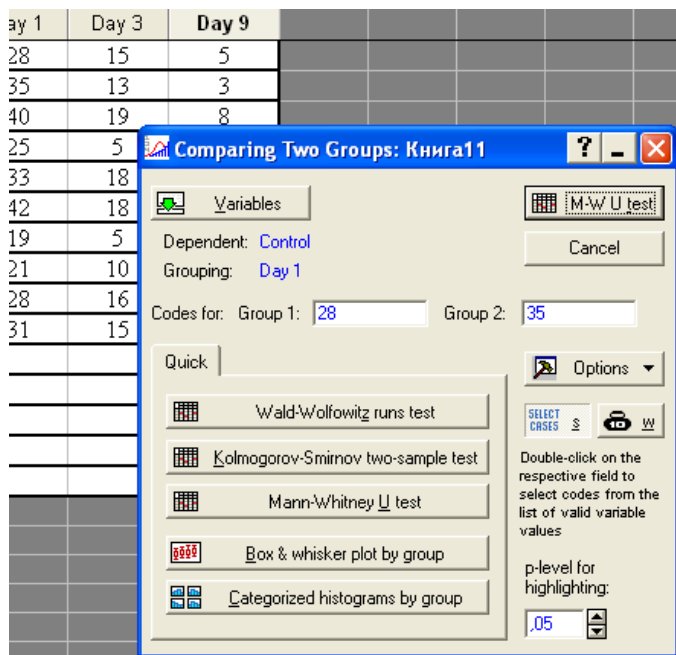 ay 1 Day 3 Day 9
28 15 5
35 13 3
40 19 8
25 5
33 18
42 18
19 5
21 10
28 16
31 15
Comparing Two Groups: Книга11
Variables
M-W U test
Dependent: Control
Cancel
Grouping: Day 1
Codes for: Group 1: 28 Group 2: 35
Quick
Options
Wald-Wolfowitz runs test
SELECT CASES S W
Kolmogorov-Smirnov two-sample test
Mann-Whitney U test
Box & whisker plot by group
Categorized histograms by group
Double-click on the
respective field to
select codes from the
list of valid variable
values
p-level for
highlighting:
,05